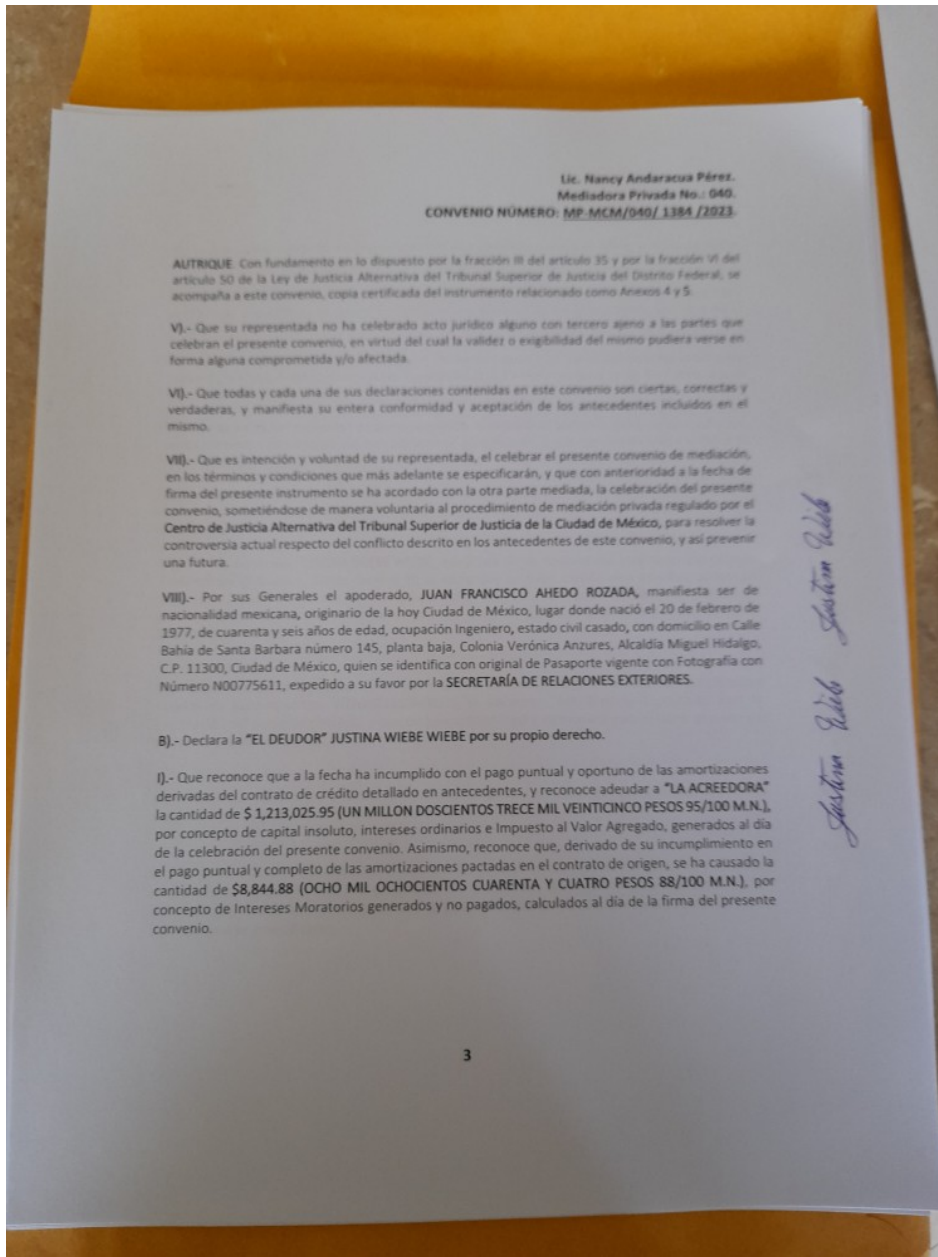 Lic. Nancy Andaracua Pérez.
Mediadora Privada No.: 040.
CONVENIO NÚMERO: MP-MCM/040/ 1384 /2023.
AUTRIQUE. Con fundamento en lo dispuesto por la fracción III del artículo 35 y por la fracción VI del
artículo 50 de la Ley de Justicia Alternativa del Tribunal Superior de Justicia del Distrito Federal, se
acompaña a este convenio, copia certificada del instrumento relacionado como Anexos 4 y 5.
V).- Que su representada no ha celebrado acto jurídico alguno con tercero ajeno a las partes que
celebran el presente convenio, en virtud del cual la validez o exigibilidad del mismo pudiera verse en
forma alguna comprometida y/o afectada.
VI).- Que todas y cada una de sus declaraciones contenidas en este convenio son ciertas, correctas y
verdaderas, y manifiesta su entera conformidad y aceptación de los antecedentes incluidos en el
mismo.
VII).- Que es intención y voluntad de su representada, el celebrar el presente convenio de mediación,
en los términos y condiciones que más adelante se especificarán, y que con anterioridad a la fecha de
firma del presente instrumento se ha acordado con la otra parte mediada, la celebración del presente
convenio, sometiéndose de manera voluntaria al procedimiento de mediación privada regulado por el
Centro de Justicia Alternativa del Tribunal Superior de Justicia de la Ciudad de México, para resolver la
controversia actual respecto del conflicto descrito en los antecedentes de este convenio, y así prevenir
una futura.
VIII).- Por sus Generales el apoderado, JUAN FRANCISCO AHEDO ROZADA, manifiesta ser de
nacionalidad mexicana, originario de la hoy Ciudad de México, lugar donde nació el 20 de febrero de
1977, de cuarenta y seis años de edad, ocupación Ingeniero, estado civil casado, con domicilio en Calle
Bahía de Santa Barbara número 145, planta baja, Colonia Verónica Anzures, Alcaldía Miguel Hidalgo,
C.P. 11300, Ciudad de México, quien se identifica con original de Pasaporte vigente con Fotografía con
Número N00775611, expedido a su favor por la SECRETARÍA DE RELACIONES EXTERIORES.
B).- Declara la "EL DEUDOR" JUSTINA WIEBE WIEBE por su propio derecho.
I).- Que reconoce que a la fecha ha incumplido con el pago puntual y oportuno de las amortizaciones
derivadas del contrato de crédito detallado en antecedentes, y reconoce adeudar a "LA ACREEDORA"
la cantidad de $ 1,213,025.95 (UN MILLON DOSCIENTOS TRECE MIL VEINTICINCO PESOS 95/100 M.N.),
por concepto de capital insoluto, intereses ordinarios e Impuesto al Valor Agregado, generados al día
de la celebración del presente convenio. Asimismo, reconoce que, derivado de su incumplimiento en
el pago puntual y completo de las amortizaciones pactadas en el contrato de origen, se ha causado la
cantidad de $8,844.88 (OCHO MIL OCHOCIENTOS CUARENTA Y CUATRO PESOS 88/100 M.N.), por
concepto de Intereses Moratorios generados y no pagados, calculados al día de la firma del presente
convenio.
3